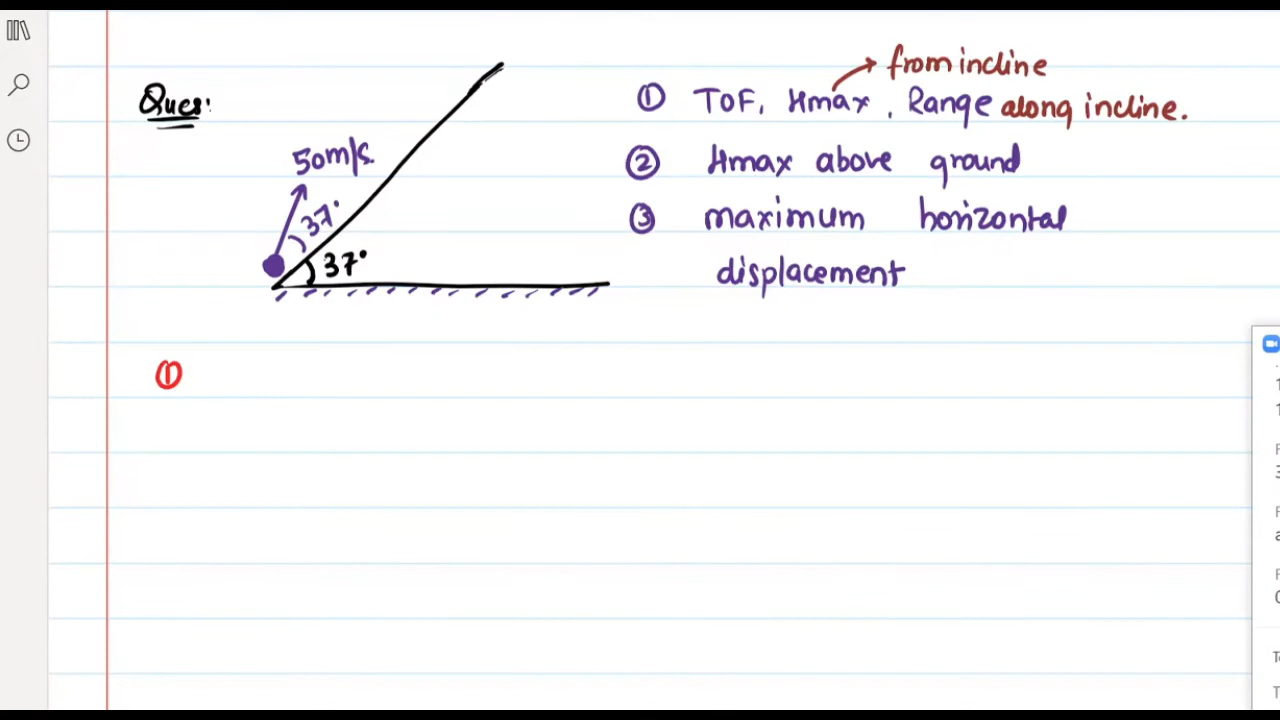 Ques:
from incline
① TOF, Hmax, Range along incline.
50m/s.
② Hmax above ground
37°
③ maximum horizontal
37°
displacement
①